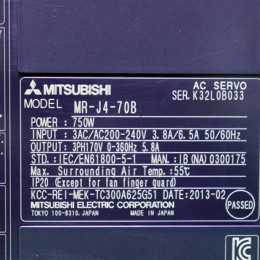 MITSUBISHI
AC SERVO
SER.K32L0B033
MODEL MR-J4-70B
POWER : 750W
INPUT : 3AC/AC200-240V 3.8A/6.5A 50/60Hz
OUTPUT: 3PH170V 0-360Hz 5.8A
STD.: IEC/EN61800-5-1 MAN.: IB(NA)0300175
Max. Surrounding Air Temp.:55℃
IP20 (Except for fan finger guard)
KCC-REI-MEK-TC300A625G51 DATE:2013-02
MITSUBISHI ELECTRIC CORPORATION
TOKYO 100-8310, JAPAN MADE IN JAPAN
PASSED